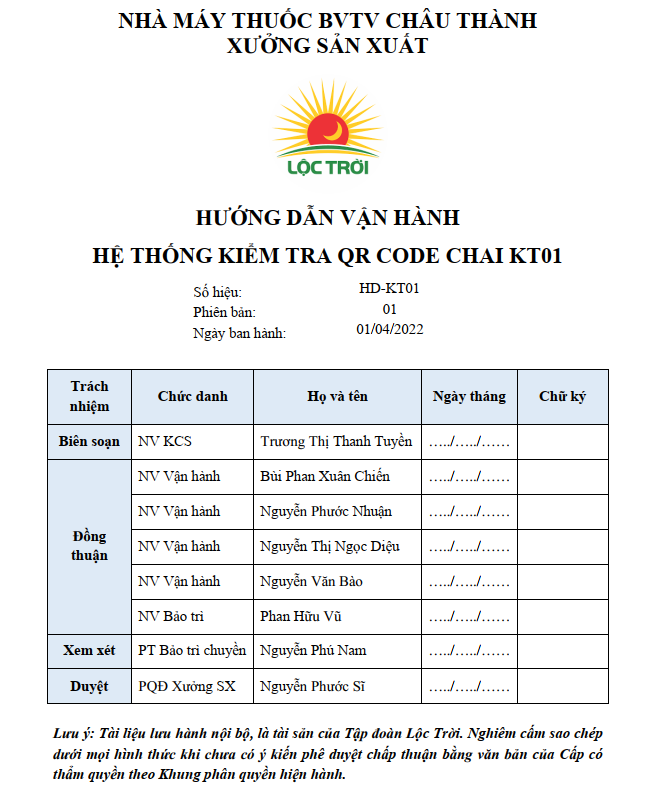 NHÀ MÁY THUỐC BVTV CHÂU THÀNH
XƯỞNG SẢN XUẤT
LỘC TRỜI
HƯỚNG DẪN VẬN HÀNH
HỆ THỐNG KIỂM TRA QR CODE CHAI KT01
Số hiệu: HD-KT01
Phiên bản: 01
Ngày ban hành: 01/04/2022
Trách nhiệm Chức danh Họ và tên Ngày tháng Chữ ký
Biên soạn NV KCS Trương Thị Thanh Tuyền …../…../……
Đồng thuận NV Vận hành Bùi Phan Xuân Chiến …../…../……
NV Vận hành Nguyễn Phước Nhuận …../…../……
NV Vận hành Nguyễn Thị Ngọc Diệu …../…../……
NV Vận hành Nguyễn Văn Bảo …../…../……
NV Bảo trì Phan Hữu Vũ …../…../……
Xem xét PT Bảo trì chuyền Nguyễn Phú Nam …../…../……
Duyệt PQĐ Xưởng SX Nguyễn Phước Sĩ …../…../……
Lưu ý: Tài liệu lưu hành nội bộ, là tài sản của Tập đoàn Lộc Trời. Nghiêm cấm sao chép
dưới mọi hình thức khi chưa có ý kiến phê duyệt chấp thuận bằng văn bản của Cấp có
thẩm quyền theo Khung phân quyền hiện hành.